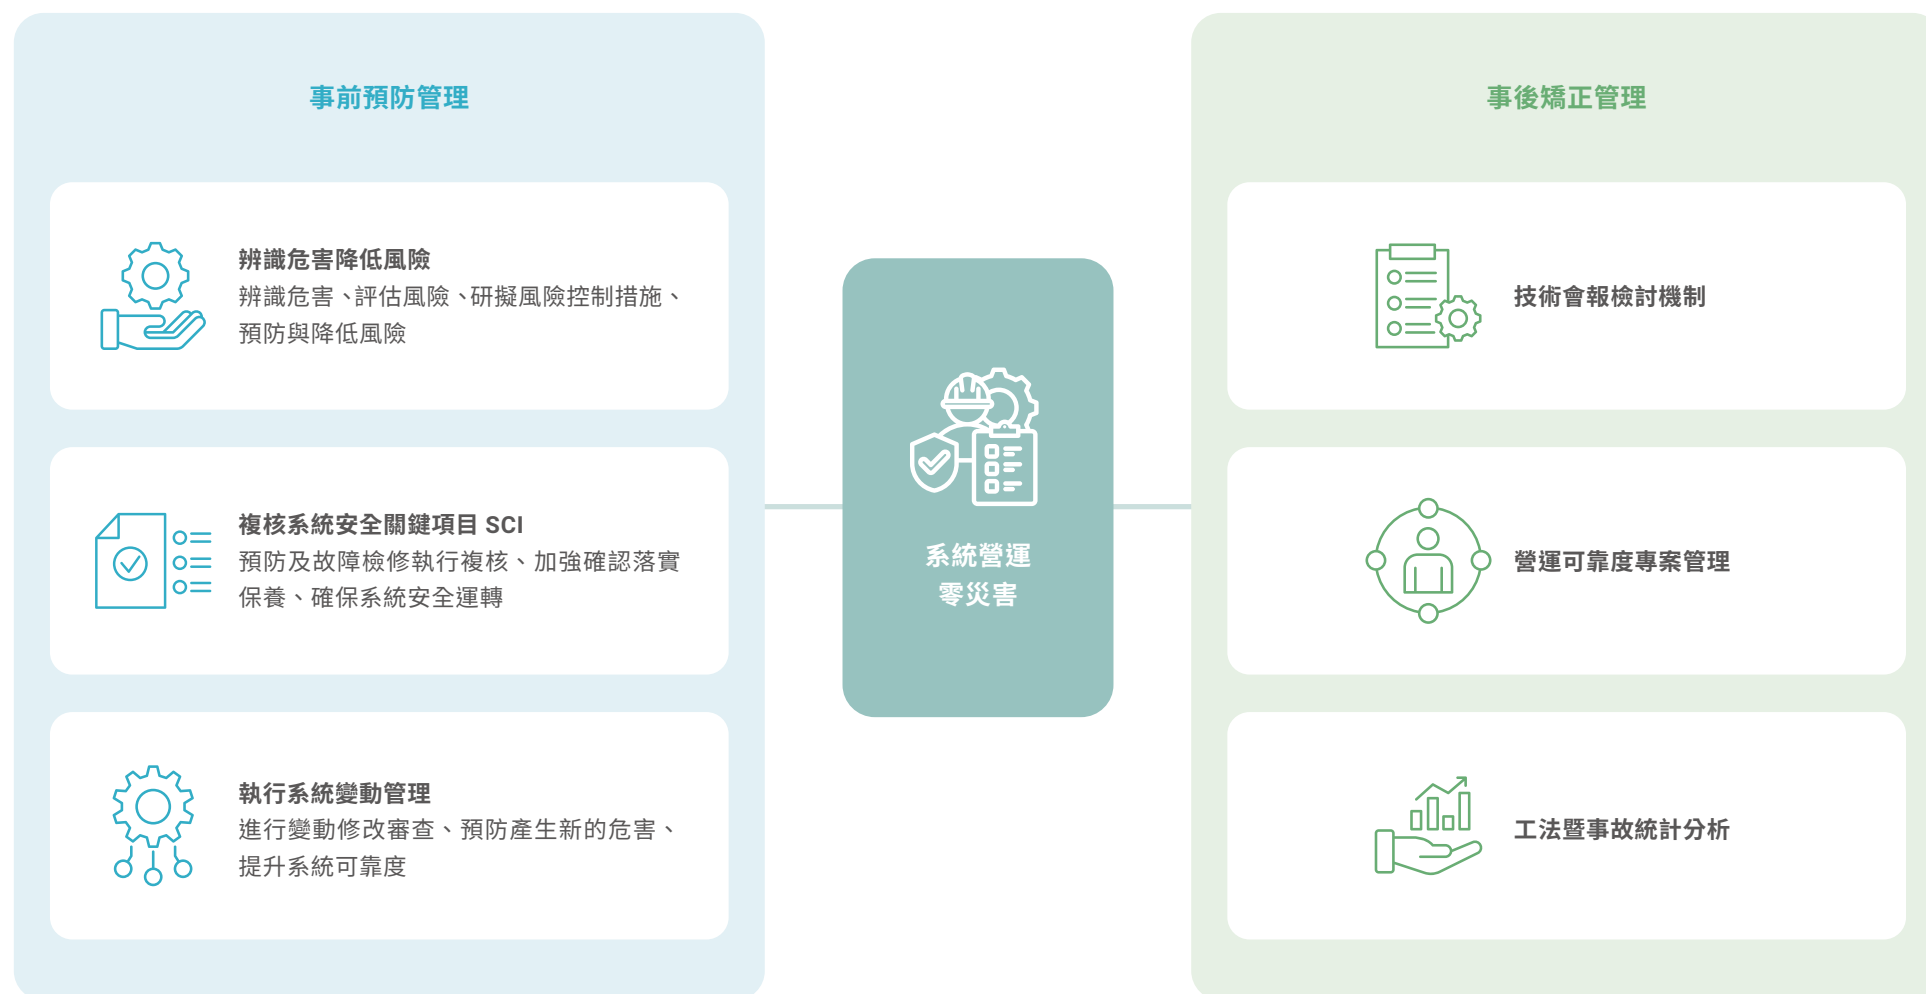 事前預防管理
辨識危害降低風險
辨識危害、評估風險、研擬風險控制措施、
預防與降低風險
複核系統安全關鍵項目 SCI
預防及故障檢修執行複核、加強確認落實
保養、確保系統安全運轉
執行系統變動管理
進行變動修改審查、預防產生新的危害、
提升系統可靠度
系統營運
零災害
事後矯正管理
技術會報檢討機制
營運可靠度專案管理
工法暨事故統計分析